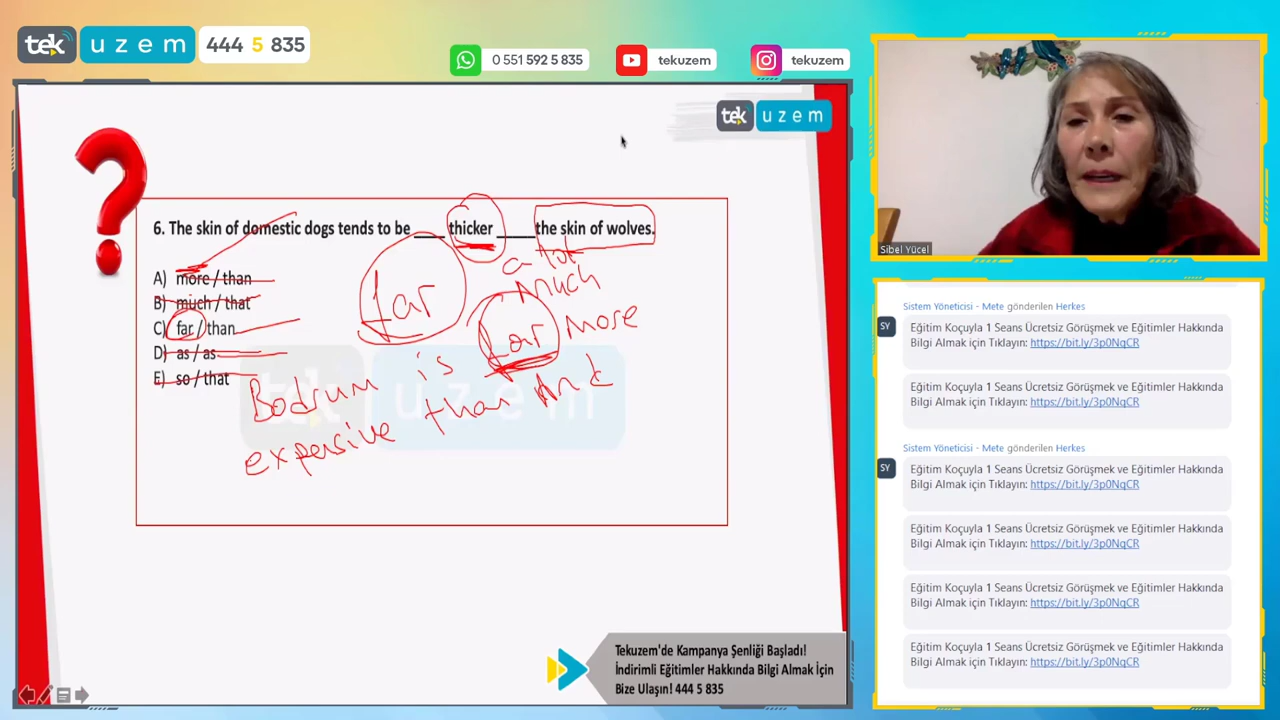 tek uzem 444 5 835
0 551 592 5 835 tekuzem tekuzem
tek uzem
6. The skin of domestic dogs tends to be ____ thicker ____ the skin of wolves.
A) more / than
B) much / that
C) far / than
D) as / as
E) so / that
a lot
much
far
far more
Bodrum is
expensive than
tek uzem
Tekuzem'de Kampanya Şenliği Başladı!
İndirimli Eğitimler Hakkında Bilgi Almak İçin
Bize Ulaşın! 444 5 835
Sibel Yücel
Sistem Yöneticisi - Mete gönderilen Herkes
SY
Eğitim Koçuyla 1 Seans Ücretsiz Görüşmek ve Eğitimler Hakkında
Bilgi Almak için Tıklayın: https://bit.ly/3p0NqCR
Eğitim Koçuyla 1 Seans Ücretsiz Görüşmek ve Eğitimler Hakkında
Bilgi Almak için Tıklayın: https://bit.ly/3p0NqCR
Sistem Yöneticisi - Mete gönderilen Herkes
SY
Eğitim Koçuyla 1 Seans Ücretsiz Görüşmek ve Eğitimler Hakkında
Bilgi Almak için Tıklayın: https://bit.ly/3p0NqCR
Eğitim Koçuyla 1 Seans Ücretsiz Görüşmek ve Eğitimler Hakkında
Bilgi Almak için Tıklayın: https://bit.ly/3p0NqCR
Eğitim Koçuyla 1 Seans Ücretsiz Görüşmek ve Eğitimler Hakkında
Bilgi Almak için Tıklayın: https://bit.ly/3p0NqCR
Eğitim Koçuyla 1 Seans Ücretsiz Görüşmek ve Eğitimler Hakkında
Bilgi Almak için Tıklayın: https://bit.ly/3p0NqCR